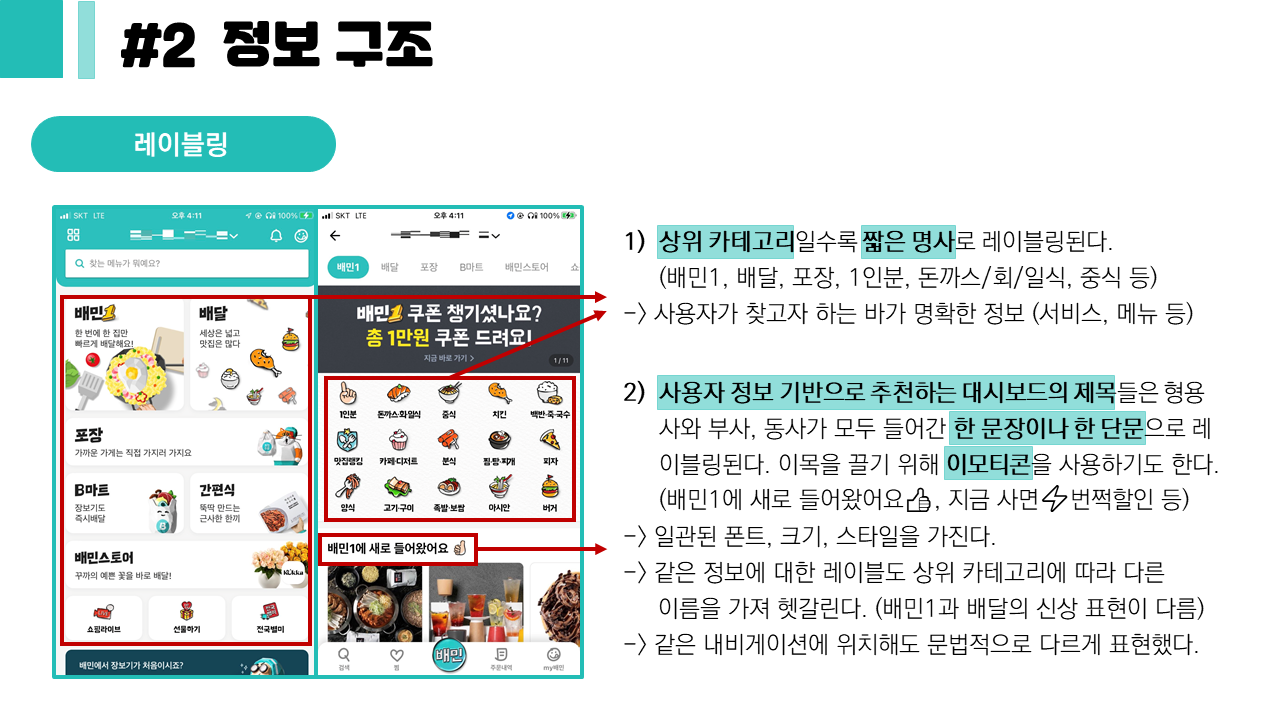 #2 정보 구조
레이블링
SKT LTE 오후 4:11 100%
찾는 메뉴가 뭐예요?
배민1
한 번에 한 집만
빠르게 배달해요!
배달
세상은 넓고
맛집은 많다
포장
가까운 가게는 직접 가지러 가지요
B마트
장보기도
즉시배달
간편식
뚝딱 만드는
근사한 한끼
배민스토어
꾸까의 예쁜 꽃을 바로 배달!
Kukka
LIVE
쇼핑라이브 선물하기 전국별미
배민에서 장보기가 처음이시죠?
SKT LTE 오후 4:11 100%
배민1 배달 포장 B마트 배민스토어 쇼
배민1 쿠폰 챙기셨나요?
총 1만원 쿠폰 드려요!
지금 바로 가기 >
1 / 11
1인분 돈까스·회·일식 중식 치킨 백반·죽·국수
맛집랭킹 카페·디저트 분식 찜·탕·찌개 피자
양식 고기·구이 족발·보쌈 아시안 버거
배민1에 새로 들어왔어요 👍
검색 찜 배민 주문내역 my배민
1) 상위 카테고리일수록 짧은 명사로 레이블링된다.
(배민1, 배달, 포장, 1인분, 돈까스/회/일식, 중식 등)
-> 사용자가 찾고자 하는 바가 명확한 정보 (서비스, 메뉴 등)
2) 사용자 정보 기반으로 추천하는 대시보드의 제목들은 형용
사와 부사, 동사가 모두 들어간 한 문장이나 한 단문으로 레
이블링된다. 이목을 끌기 위해 이모티콘을 사용하기도 한다.
(배민1에 새로 들어왔어요👍, 지금 사면⚡번쩍할인 등)
-> 일관된 폰트, 크기, 스타일을 가진다.
-> 같은 정보에 대한 레이블도 상위 카테고리에 따라 다른
이름을 가져 헷갈린다. (배민1과 배달의 신상 표현이 다름)
-> 같은 내비게이션에 위치해도 문법적으로 다르게 표현했다.